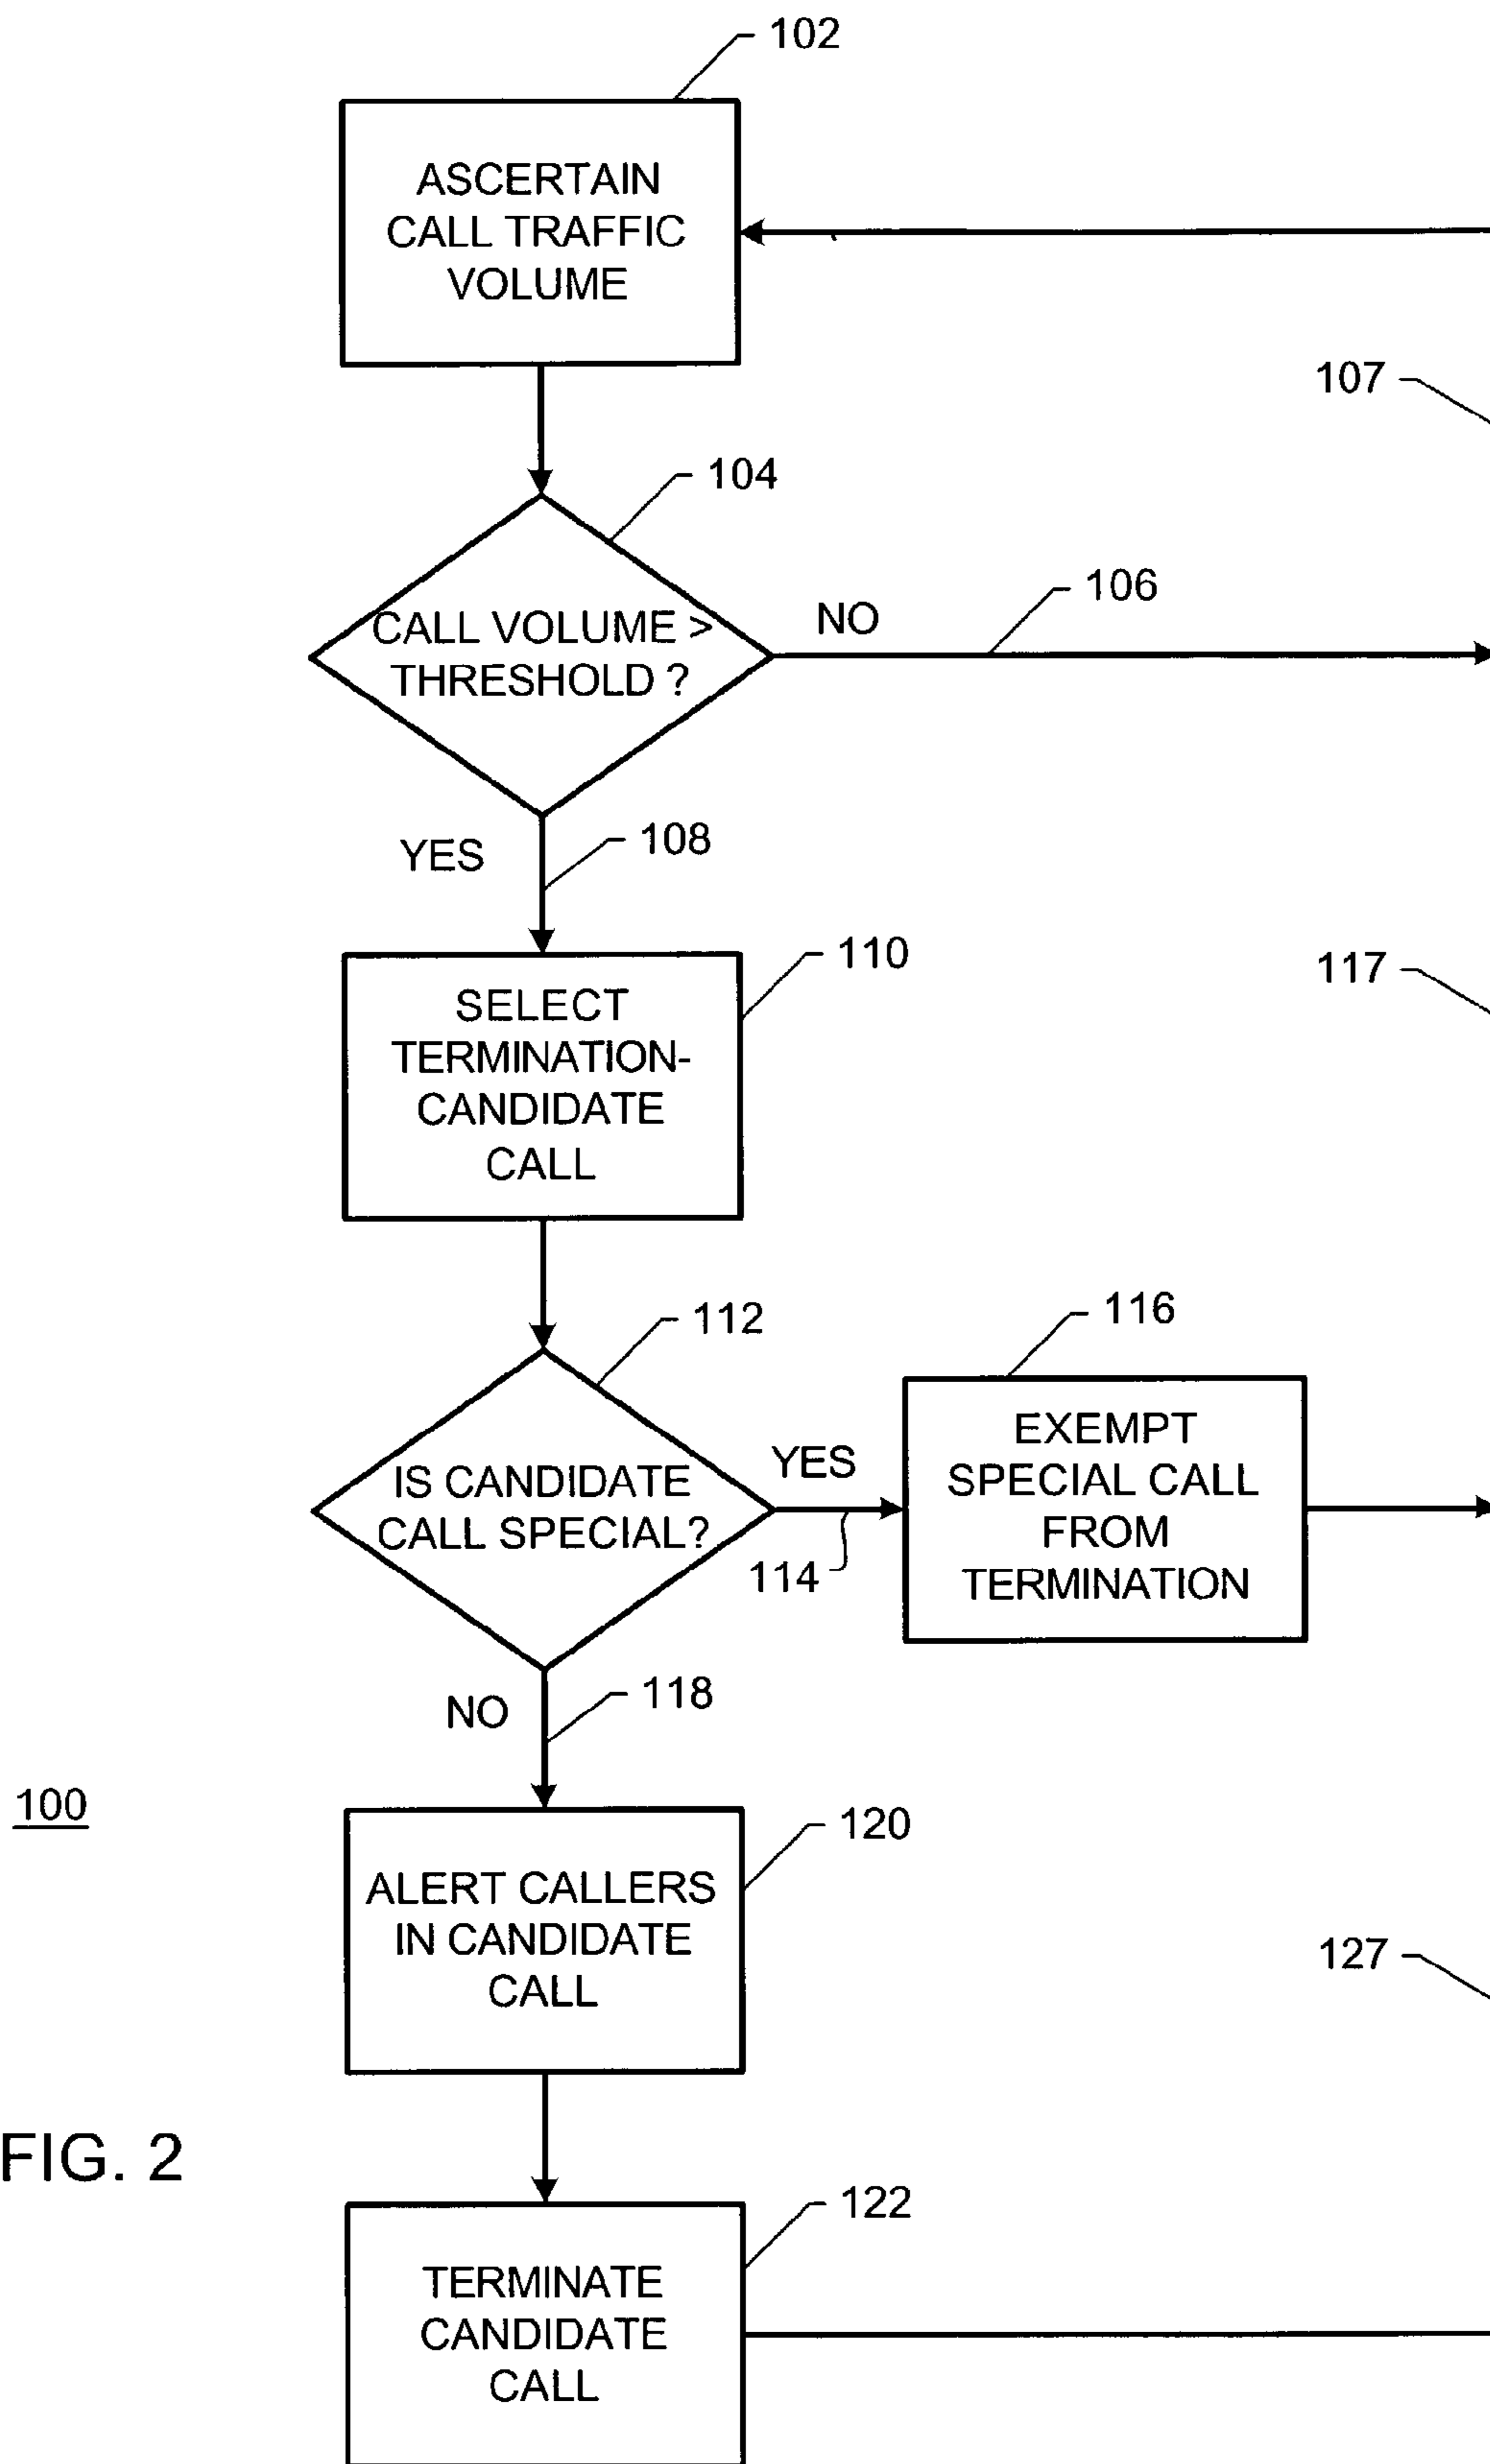 102
ASCERTAIN
CALL TRAFFIC
VOLUME
107
104
CALL VOLUME >
THRESHOLD ?
NO
106
YES
108
110
SELECT
TERMINATION-
CANDIDATE
CALL
117
112
IS CANDIDATE
CALL SPECIAL?
YES
114
116
EXEMPT
SPECIAL CALL
FROM
TERMINATION
NO
118
100
120
ALERT CALLERS
IN CANDIDATE
CALL
127
FIG. 2
122
TERMINATE
CANDIDATE
CALL